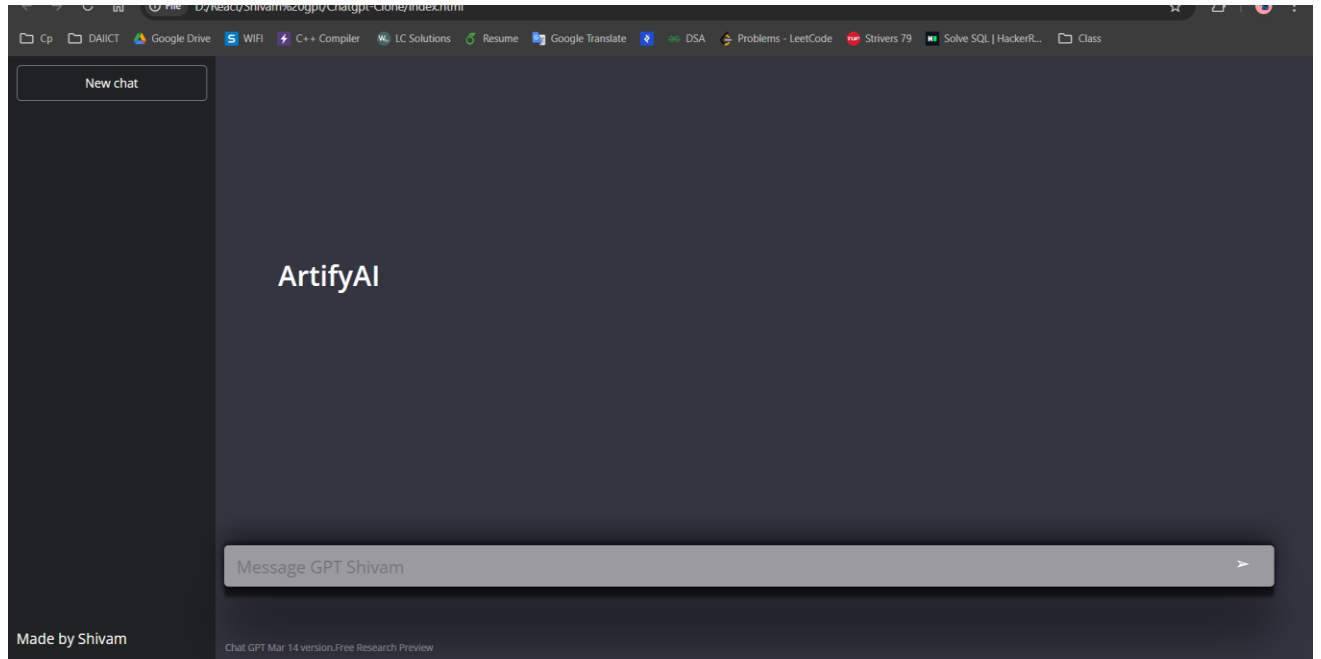 File D:/React/Shivam%20gpt/Chatgpt-Clone/index.html
Cp DAIICT Google Drive WIFI C++ Compiler LC Solutions Resume Google Translate DSA Problems - LeetCode Strivers 79 Solve SQL | HackerR... Class
New chat
ArtifyAI
Message GPT Shivam
Made by Shivam
Chat GPT Mar 14 version.Free Research Preview